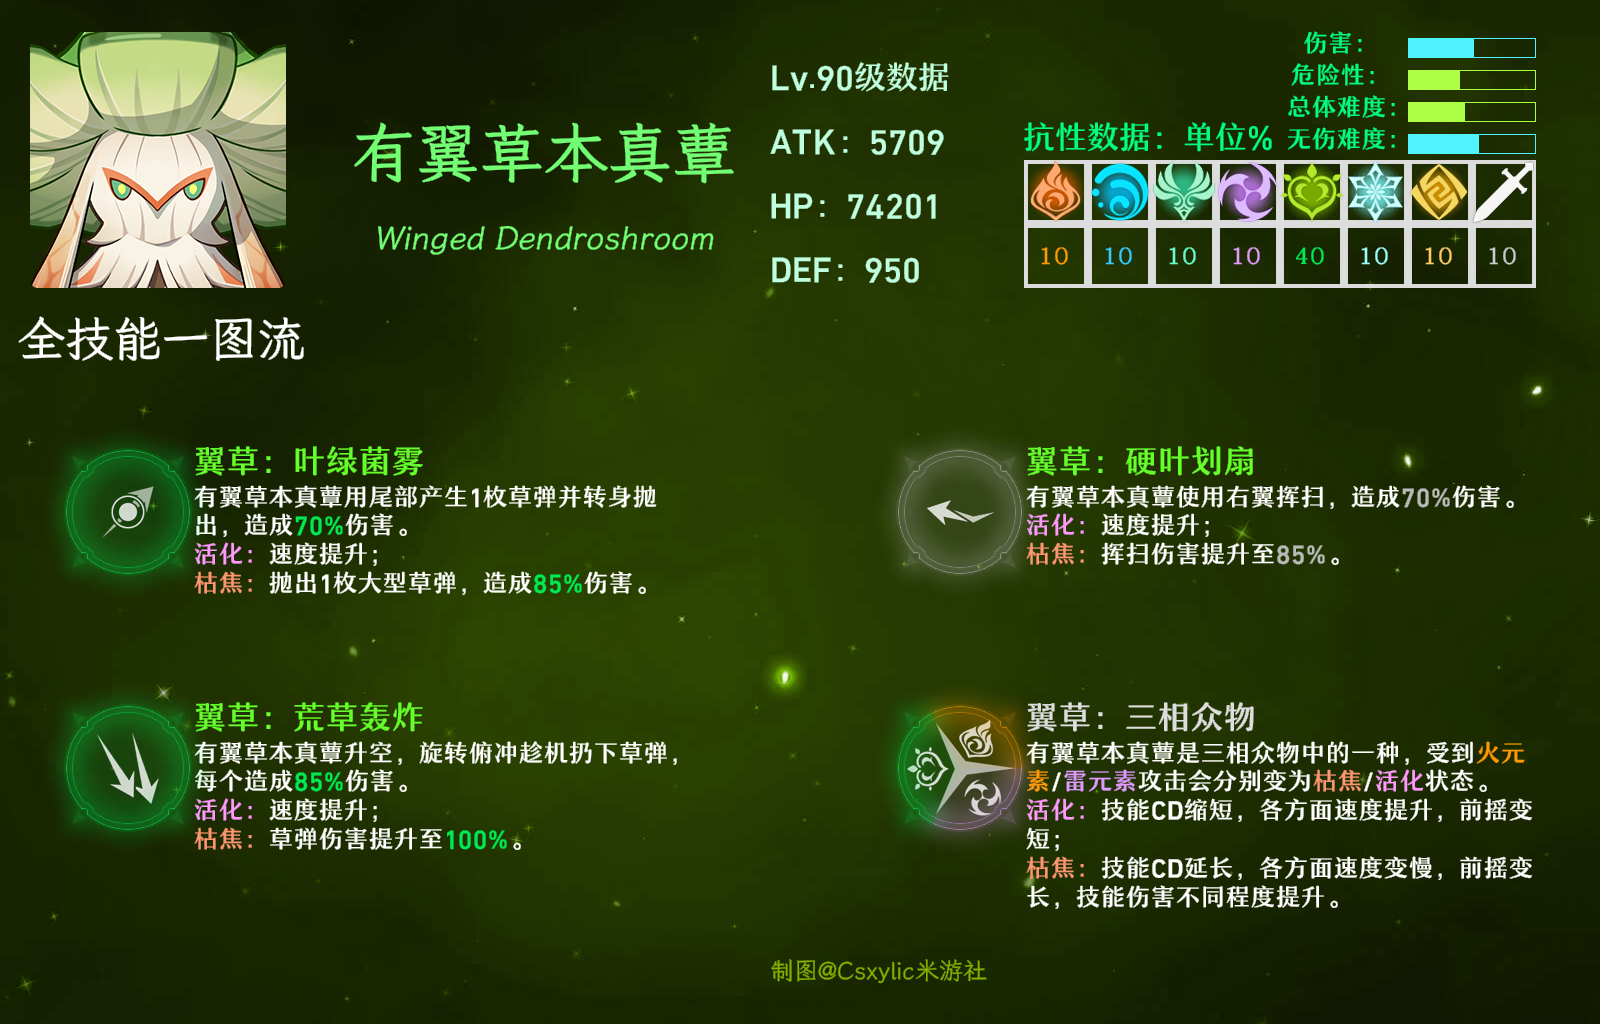 有翼草本真蕈
Winged Dendroshroom
Lv.90级数据
ATK：5709
HP：74201
DEF：950
伤害：
危险性：
总体难度：
无伤难度：
抗性数据：单位%
10 10 10 10 40 10 10 10
全技能一图流
翼草：叶绿菌雾
有翼草本真蕈用尾部产生1枚草弹并转身抛
出，造成70%伤害。
活化：速度提升；
枯焦：抛出1枚大型草弹，造成85%伤害。
翼草：硬叶划扇
有翼草本真蕈使用右翼挥扫，造成70%伤害。
活化：速度提升；
枯焦：挥扫伤害提升至85%。
翼草：荒草轰炸
有翼草本真蕈升空，旋转俯冲趁机扔下草弹，
每个造成85%伤害。
活化：速度提升；
枯焦：草弹伤害提升至100%。
翼草：三相众物
有翼草本真蕈是三相众物中的一种，受到火元
素/雷元素攻击会分别变为枯焦/活化状态。
活化：技能CD缩短，各方面速度提升，前摇变
短；
枯焦：技能CD延长，各方面速度变慢，前摇变
长，技能伤害不同程度提升。
制图@Csxylic米游社